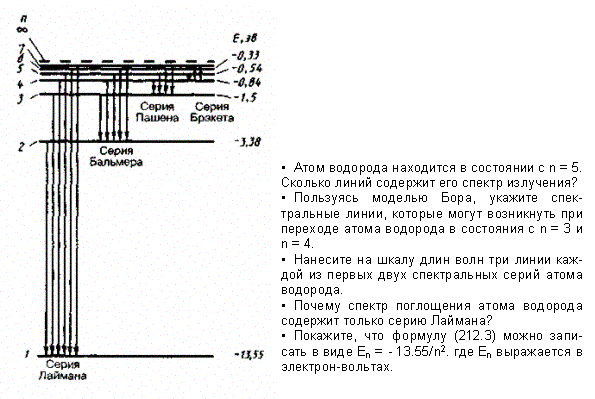 n
∞
E, эв
7
6
5
4
3
2
1
-0,33
-0,54
-0,84
-1,5
-3,38
-13,55
Серия
Пашена
Серия
Брэкета
Серия
Бальмера
Серия
Лаймана
• Атом водорода находится в состоянии с n = 5.
Сколько линий содержит его спектр излучения?
• Пользуясь моделью Бора, укажите спек-
тральные линии, которые могут возникнуть при
переходе атома водорода в состояния с n = 3 и
n = 4.
• Нанесите на шкалу длин волн три линии каж-
дой из первых двух спектральных серий атома
водорода.
• Почему спектр поглощения атома водорода
содержит только серию Лаймана?
• Покажите, что формулу (212.3) можно запи-
сать в виде Eₙ = - 13.55/n². где Eₙ выражается в
электрон-вольтах.